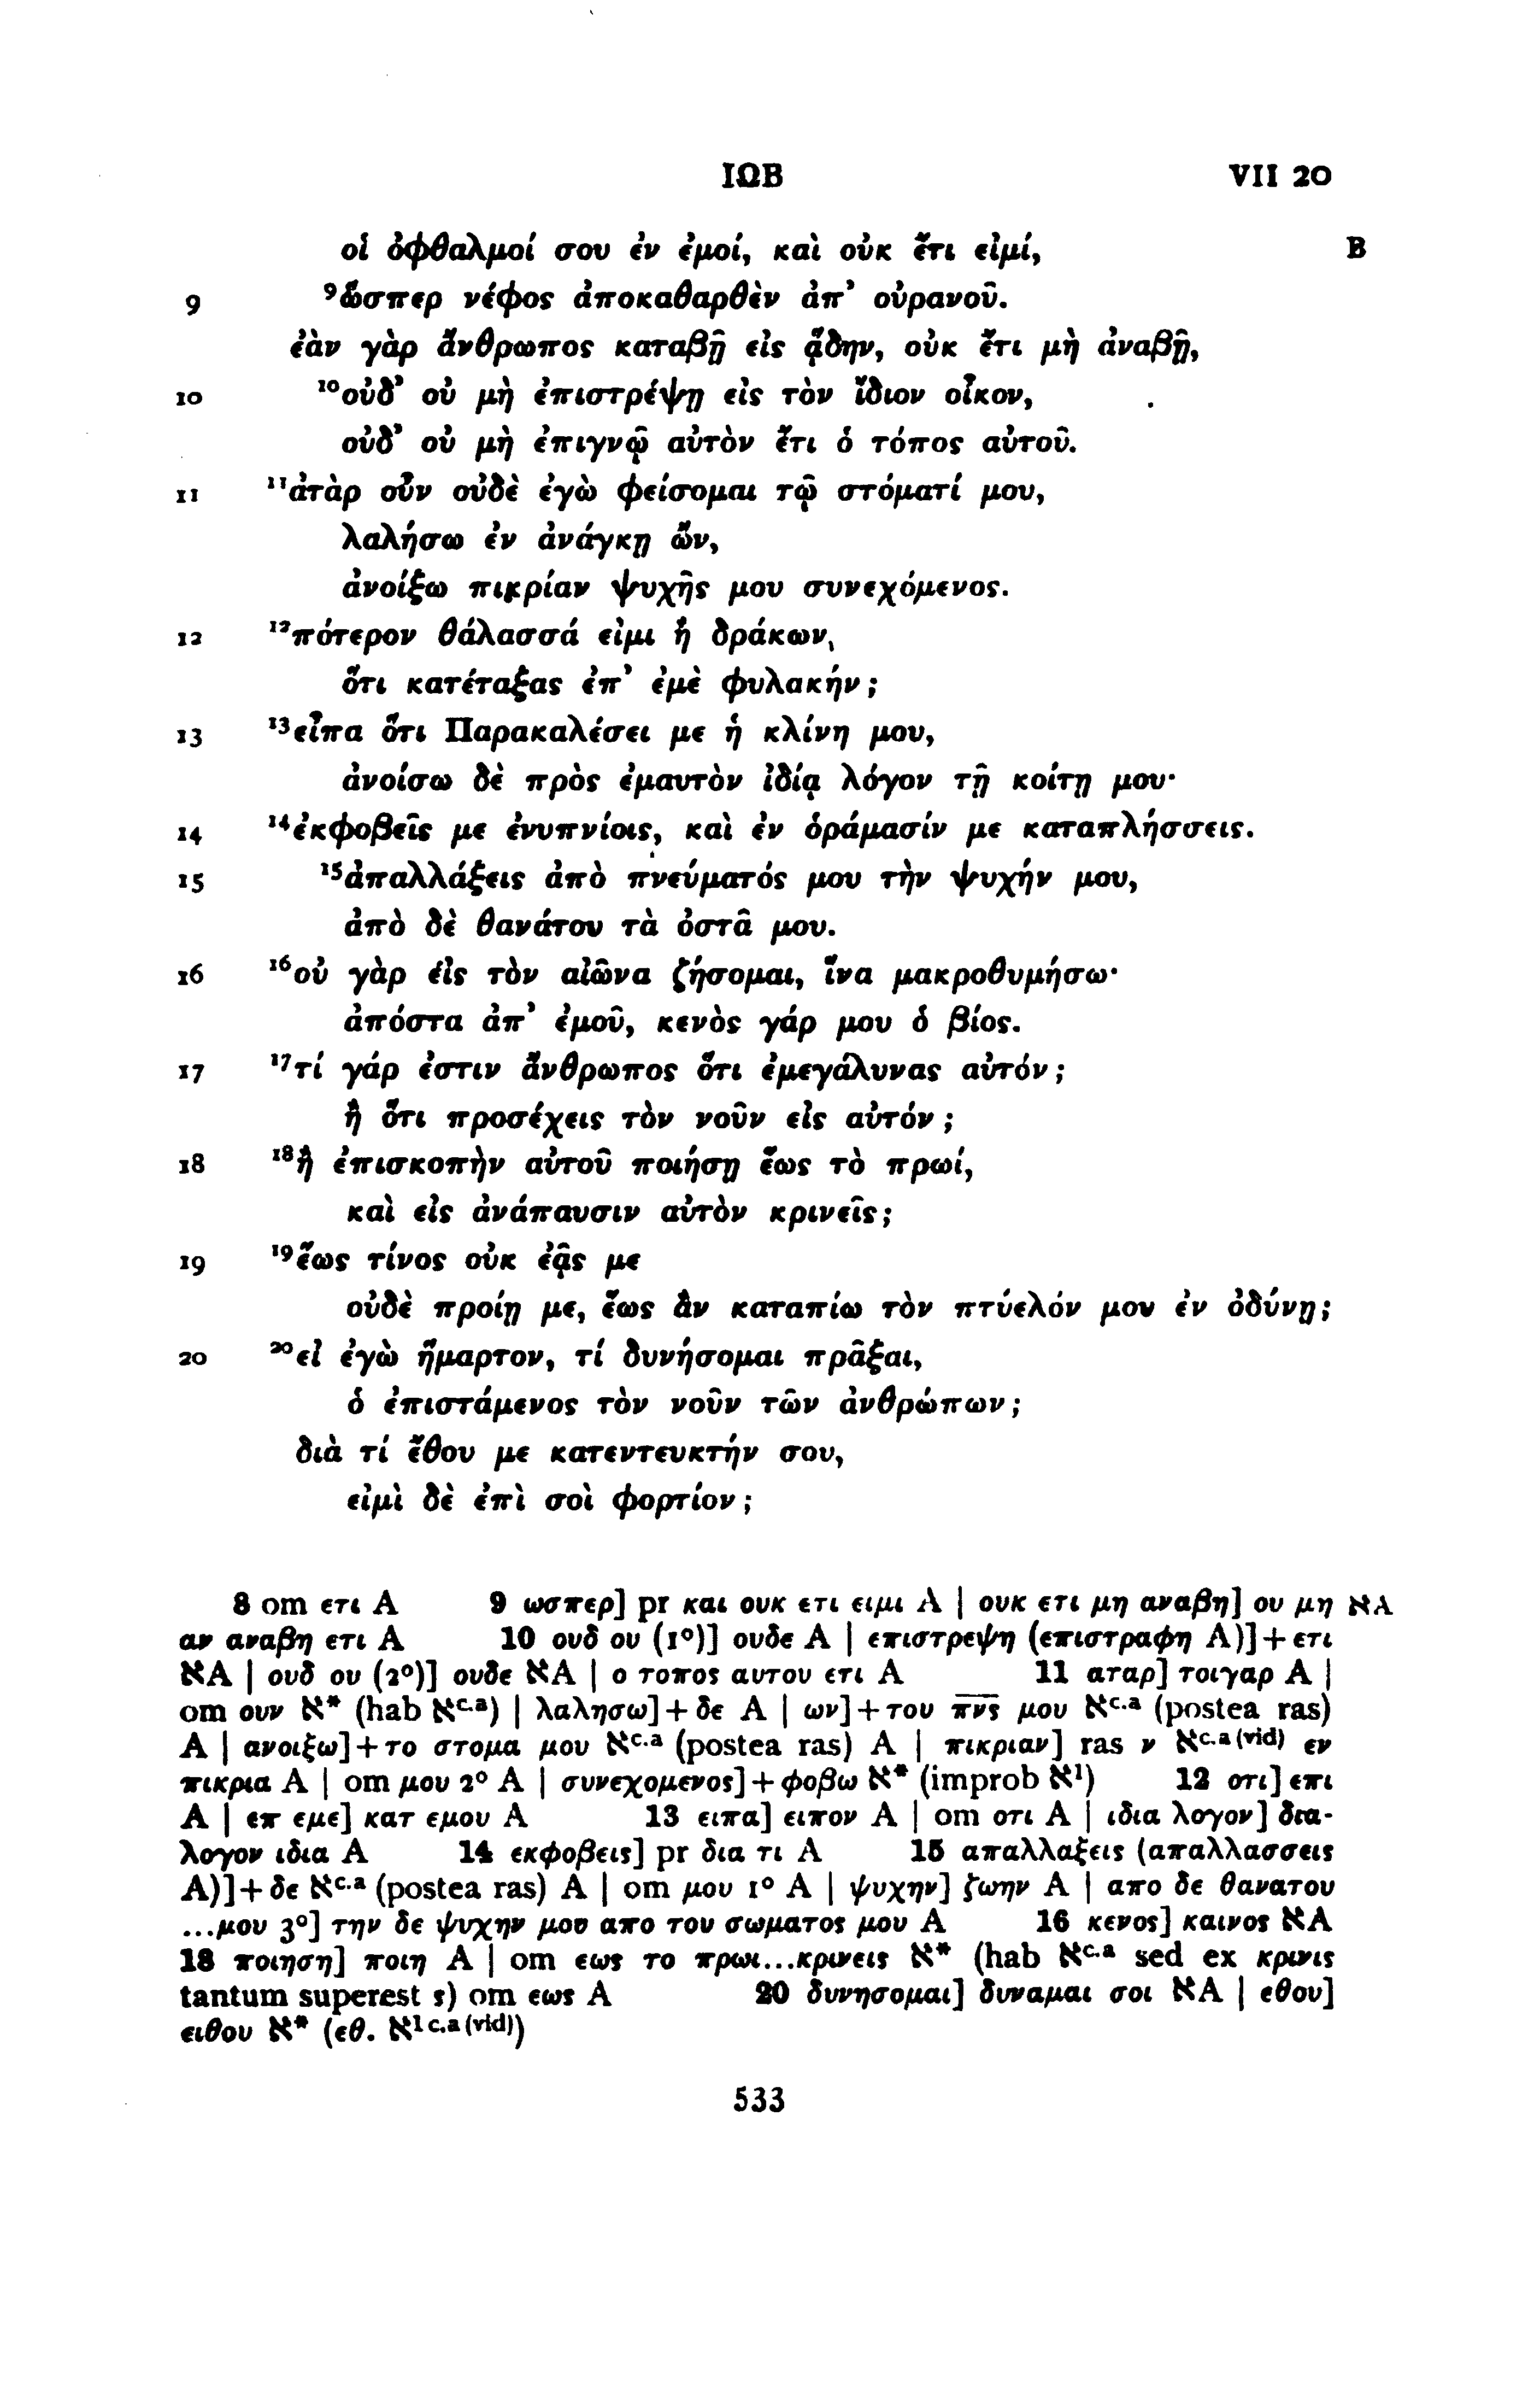 ΙΩΒ VII 20
οἱ ὀφθαλμοί σου ἐν ἐμοί, καὶ οὐκ ἔτι εἰμί, B
9 ⁹ὥσπερ νέφος ἀποκαθαρθὲν ἀπ’ οὐρανοῦ.
ἐὰν γὰρ ἄνθρωπος καταβῇ εἰς ᾅδην, οὐκ ἔτι μὴ ἀναβῇ,
10 ¹⁰οὐδ’ οὐ μὴ ἐπιστρέψῃ εἰς τὸν ἴδιον οἶκον,
οὐδ’ οὐ μὴ ἐπιγνῷ αὐτὸν ἔτι ὁ τόπος αὐτοῦ.
11 ¹¹ἀτὰρ οὖν οὐδὲ ἐγὼ φείσομαι τῷ στόματί μου,
λαλήσω ἐν ἀνάγκῃ ὤν,
ἀνοίξω πικρίαν ψυχῆς μου συνεχόμενος.
12 ¹²πότερον θάλασσά εἰμι ἢ δράκων,
ὅτι κατέταξας ἐπ’ ἐμὲ φυλακήν;
13 ¹³εἶπα ὅτι Παρακαλέσει με ἡ κλίνη μου,
ἀνοίσω δὲ πρὸς ἐμαυτὸν ἰδίᾳ λόγον τῇ κοίτῃ μου·
14 ¹⁴ἐκφοβεῖς με ἐνυπνίοις, καὶ ἐν ὁράμασίν με καταπλήσσεις.
15 ¹⁵ἀπαλλάξεις ἀπὸ πνεύματός μου τὴν ψυχήν μου,
ἀπὸ δὲ θανάτου τὰ ὀστᾶ μου.
16 ¹⁶οὐ γὰρ εἰς τὸν αἰῶνα ζήσομαι, ἵνα μακροθυμήσω·
ἀπόστα ἀπ’ ἐμοῦ, κενὸς γάρ μου ὁ βίος.
17 ¹⁷τί γάρ ἐστιν ἄνθρωπος ὅτι ἐμεγάλυνας αὐτόν;
ἢ ὅτι προσέχεις τὸν νοῦν εἰς αὐτόν;
18 ¹⁸ἢ ἐπισκοπὴν αὐτοῦ ποιήσῃ ἕως τὸ πρωί,
καὶ εἰς ἀνάπαυσιν αὐτὸν κρινεῖς;
19 ¹⁹ἕως τίνος οὐκ ἐᾷς με
οὐδὲ προίῃ με, ἕως ἂν καταπίω τὸν πτύελόν μου ἐν ὀδύνῃ;
20 ²⁰εἰ ἐγὼ ἥμαρτον, τί δυνήσομαι πρᾶξαι,
ὁ ἐπιστάμενος τὸν νοῦν τῶν ἀνθρώπων;
διὰ τί ἔθου με κατεντευκτήν σου,
εἰμὶ δὲ ἐπὶ σοὶ φορτίον;
8 om ετι A 9 ωσπερ] pr και ουκ ετι ειμι A | ουκ ετι μη αναβη] ου μη אA
αν αναβη ετι A 10 ουδ ου (1°)] ουδε A | επιστρεψη (επιστραφη A)]+ετι
אA | ουδ ου (2°)] ουδε אA | ο τοπος αυτου ετι A 11 αταρ] τοιγαρ A |
om ουν א* (hab אᶜ·ᵃ) | λαλησω]+δε A | ων]+του π̅ν̅ς̅ μου אᶜ·ᵃ (postea ras)
A | ανοιξω]+το στομα μου אᶜ·ᵃ (postea ras) A | πικριαν] ras ν אᶜ·ᵃ⁽ᵛⁱᵈ⁾ εν
πικρια A | om μου 2° A | συνεχομενος]+φοβω א* (improb א¹) 12 οτι] επι
A | επ εμε] κατ εμου A 13 ειπα] ειπον A | om οτι A | ιδια λογον] δια-
λογον ιδια A 14 εκφοβεις] pr δια τι A 15 απαλλαξεις (απαλλασσεις
A)]+δε אᶜ·ᵃ (postea ras) A | om μου 1° A | ψυχην] ζωην A | απο δε θανατου
...μου 3°] την δε ψυχην μου απο του σωματος μου A 16 κενος] καινος אA
18 ποιηση] ποιη A | om εως το πρωι...κρινεις א* (hab אᶜ·ᵃ sed ex κρινις
tantum superest ς) om εως A 20 δυνησομαι] δυναμαι σοι אA | εθου]
ειθου א* (εθ. א¹ ᶜ·ᵃ⁽ᵛⁱᵈ⁾)
533